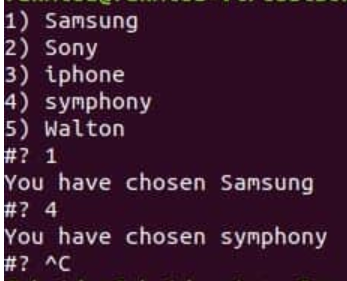 1) Samsung
2) Sony
3) iphone
4) symphony
5) Walton
#? 1
You have chosen Samsung
#? 4
You have chosen symphony
#? ^C